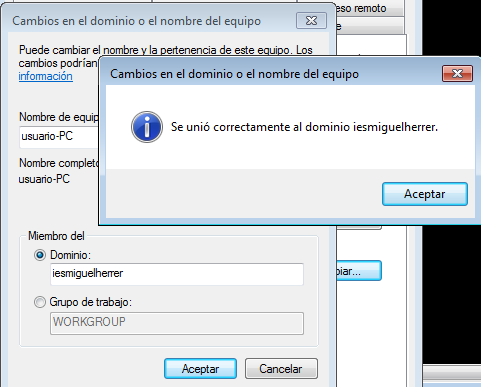 eso remoto
Cambios en el dominio o el nombre del equipo
e
Puede cambiar el nombre y la pertenencia de este equipo. Los
cambios podrían
información
Cambios en el dominio o el nombre del equipo
Se unió correctamente al dominio iesmiguelherrer.
Aceptar
Nombre de equip
usuario-PC
Nombre completo
usuario-PC
Miembro del
Dominio:
iesmiguelherrer
biar...
Grupo de trabajo:
WORKGROUP
Aceptar
Cancelar